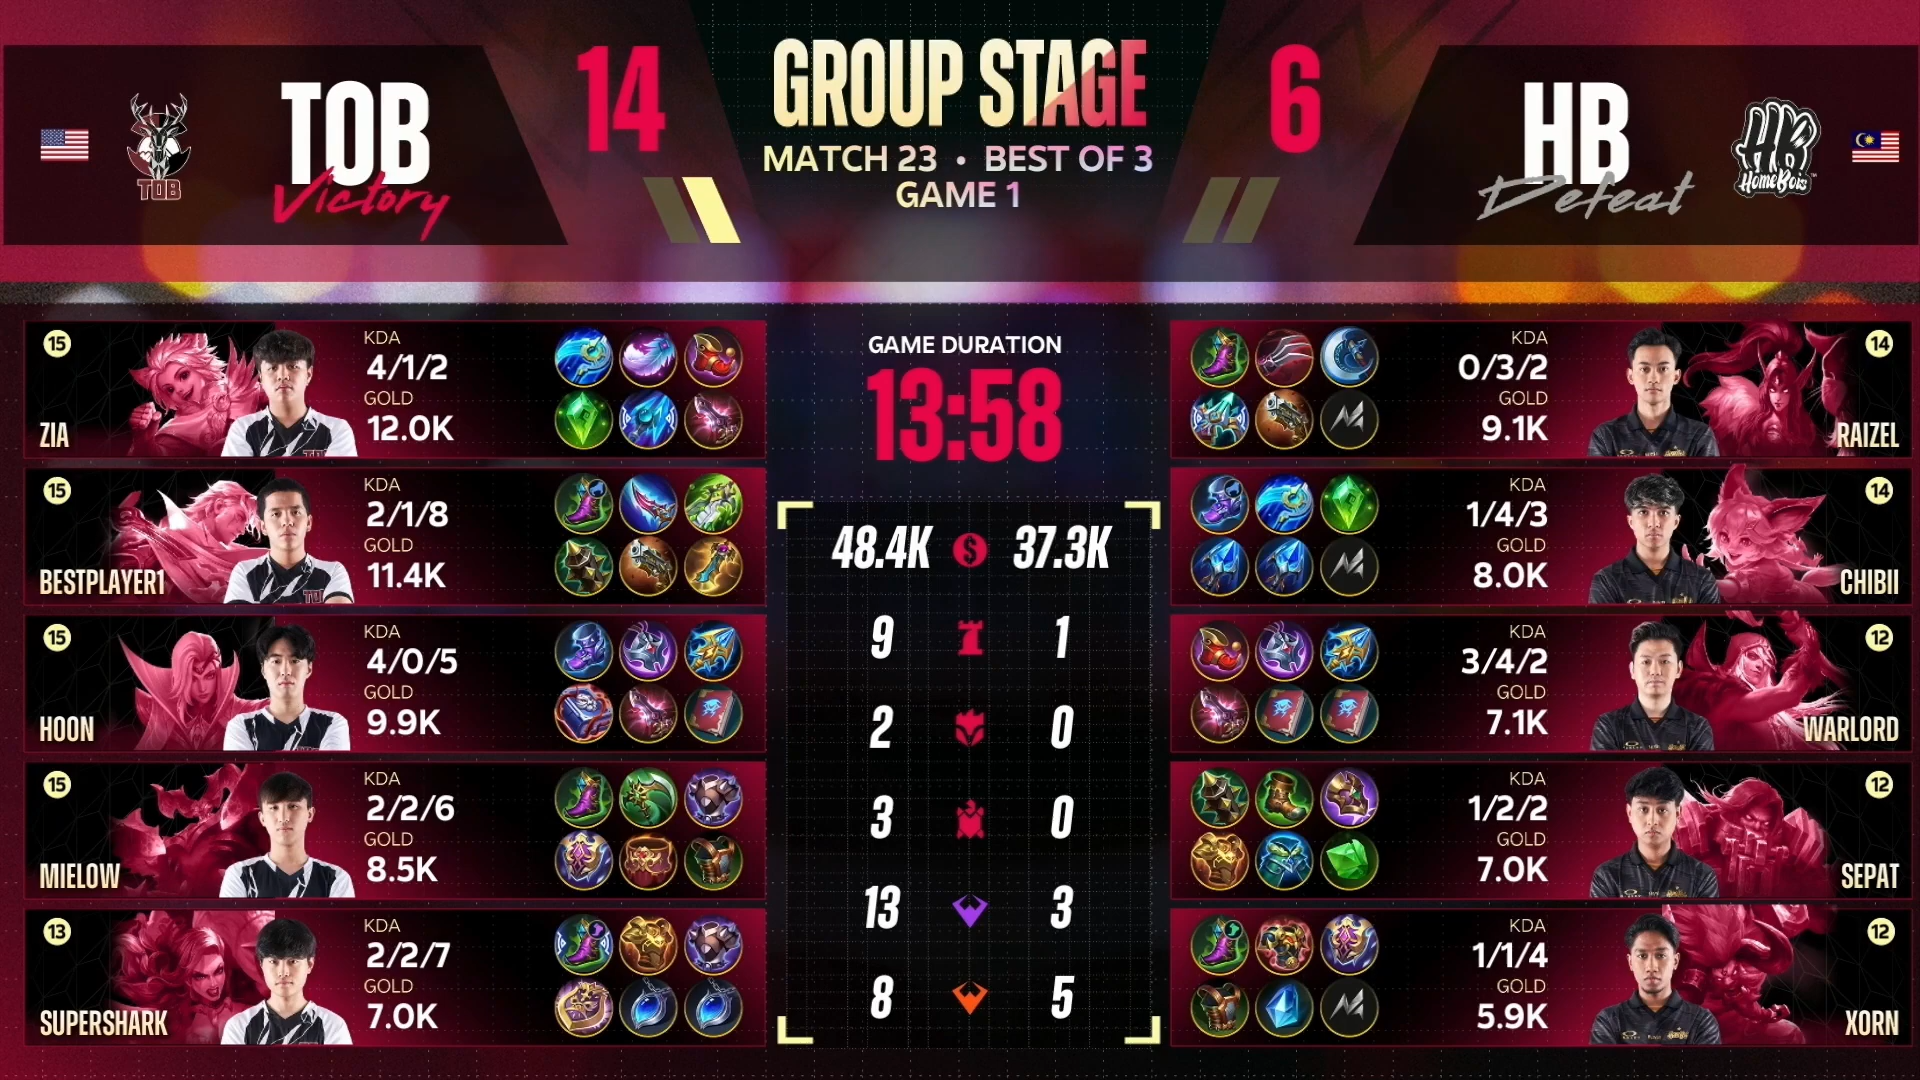 GROUP STAGE
MATCH 23 • BEST OF 3
GAME 1
TOB
TOB
Victory
14
6
HB
Defeat
HB
HomeBois
GAME DURATION
13:58
48.4K 37.3K
9 1
2 0
3 0
13 3
8 5
15
ZIA
KDA
4/1/2
GOLD
12.0K
15
BESTPLAYER1
KDA
2/1/8
GOLD
11.4K
15
HOON
KDA
4/0/5
GOLD
9.9K
15
MIELOW
KDA
2/2/6
GOLD
8.5K
13
SUPERSHARK
KDA
2/2/7
GOLD
7.0K
KDA
0/3/2
GOLD
9.1K
14
RAIZEL
KDA
1/4/3
GOLD
8.0K
14
CHIBII
KDA
3/4/2
GOLD
7.1K
12
WARLORD
KDA
1/2/2
GOLD
7.0K
12
SEPAT
KDA
1/1/4
GOLD
5.9K
12
XORN